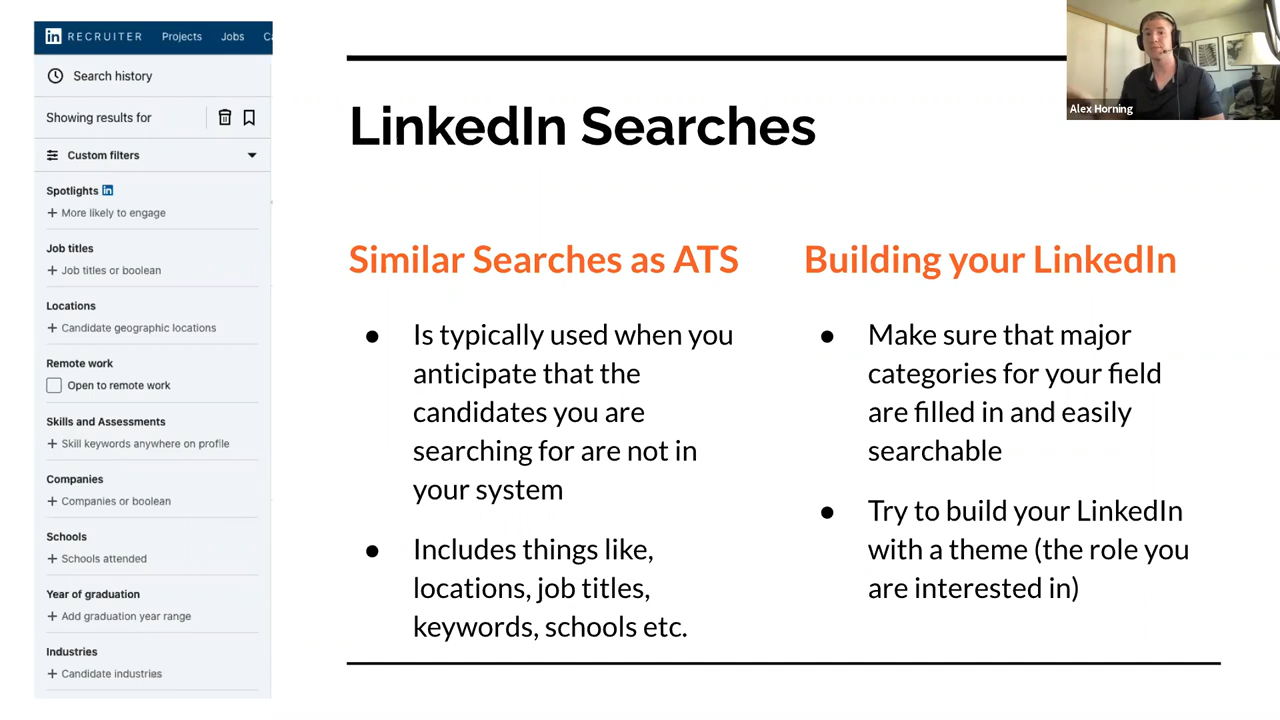 in RECRUITER Projects Jobs
Search history
Showing results for
Custom filters
Spotlights in
+ More likely to engage
Job titles
+ Job titles or boolean
Locations
+ Candidate geographic locations
Remote work
Open to remote work
Skills and Assessments
+ Skill keywords anywhere on profile
Companies
+ Companies or boolean
Schools
+ Schools attended
Year of graduation
+ Add graduation year range
Industries
+ Candidate industries
LinkedIn Searches
Similar Searches as ATS
● Is typically used when you
anticipate that the
candidates you are
searching for are not in
your system
● Includes things like,
locations, job titles,
keywords, schools etc.
Building your LinkedIn
● Make sure that major
categories for your field
are filled in and easily
searchable
● Try to build your LinkedIn
with a theme (the role you
are interested in)
Alex Horning